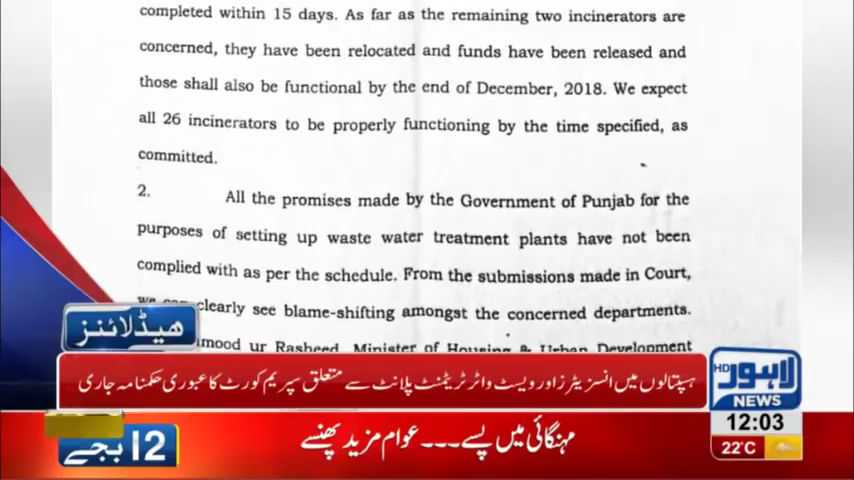 completed within 15 days. As far as the remaining two incinerators are
concerned, they have been relocated and funds have been released and
those shall also be functional by the end of December, 2018. We expect
all 26 incinerators to be properly functioning by the time specified, as
committed.
2. All the promises made by the Government of Punjab for the
purposes of setting up waste water treatment plants have not been
complied with as per the schedule. From the submissions made in Court,
we can clearly see blame-shifting amongst the concerned departments.
mood ur Rasheed, Minister of Housing & Urban Development
ہیڈلائنز
ہسپتالوں میں انسزیٹرز اور ویسٹ واٹر ٹریٹمنٹ پلانٹ سے متعلق سپریم کورٹ کا عبوری حکمنامہ جاری
لاہور HD
NEWS
12:03
22°C
12 بجے
مہنگائی میں پسے ۔۔۔ عوام مزید پھنسے